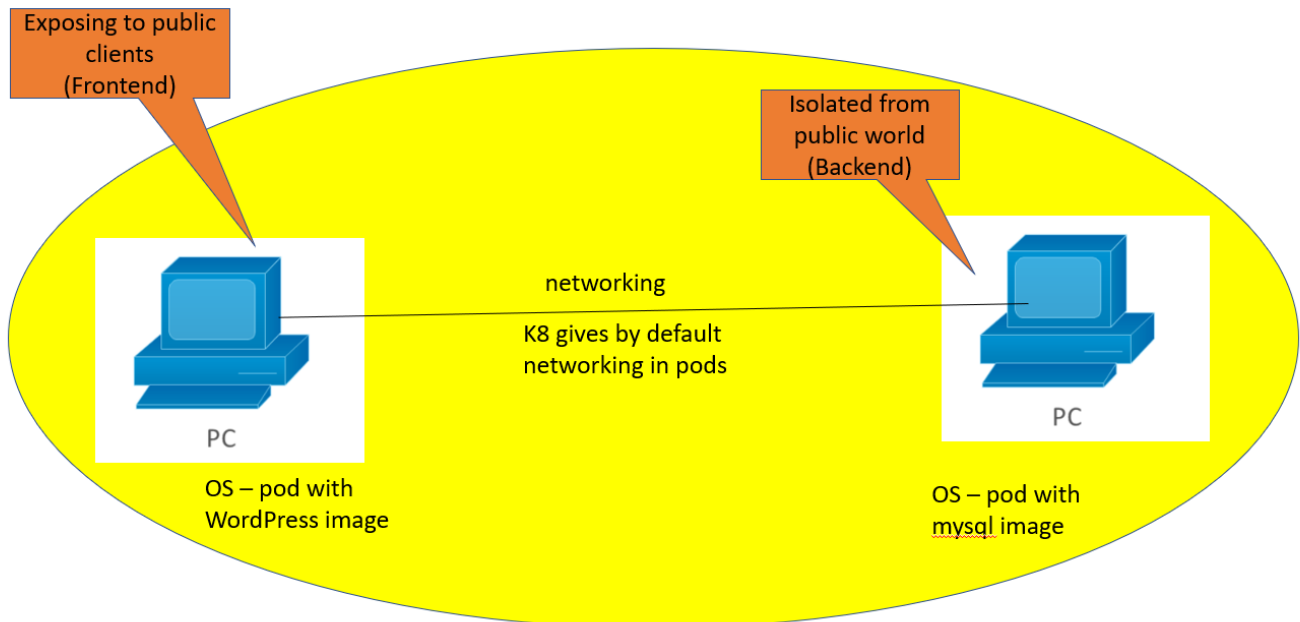 Exposing to public
clients
(Frontend)
Isolated from
public world
(Backend)
networking
K8 gives by default
networking in pods
PC
PC
OS – pod with
WordPress image
OS – pod with
mysql image